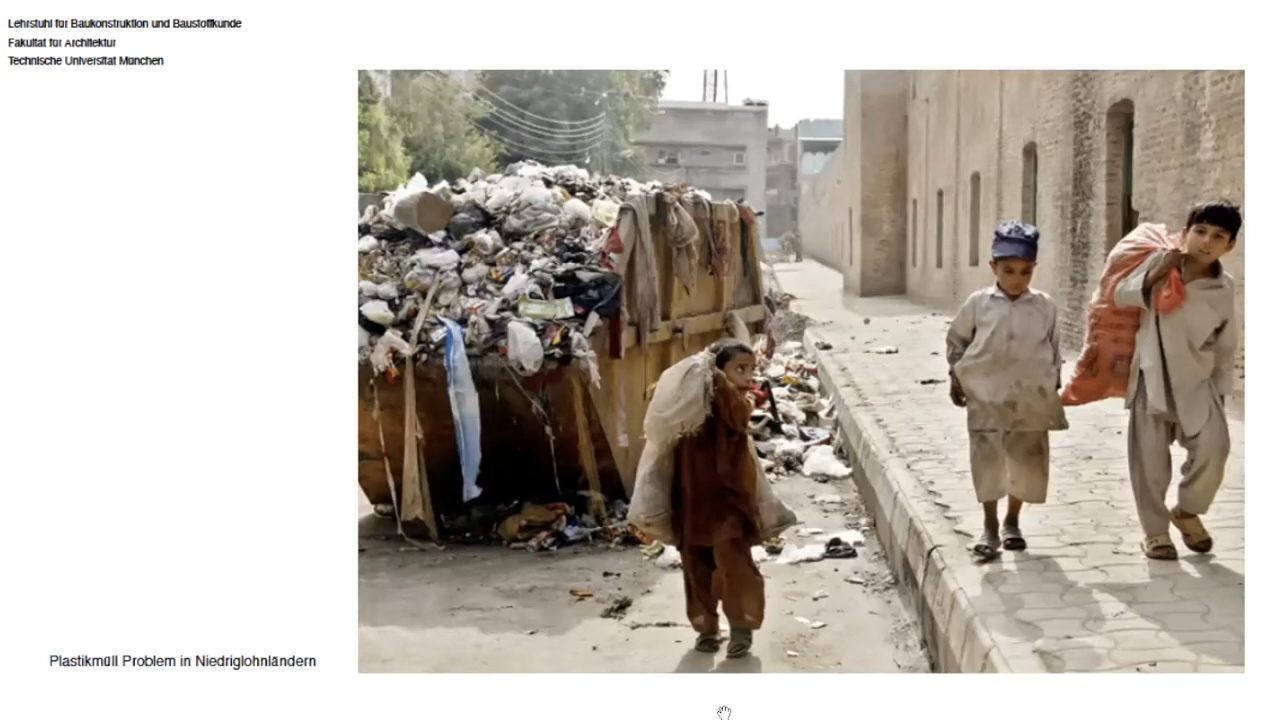 Lehrstuhl für Baukonstruktion und Baustoffkunde
Fakultät für Architektur
Technische Universität München
Plastikmüll Problem in Niedriglohnländern